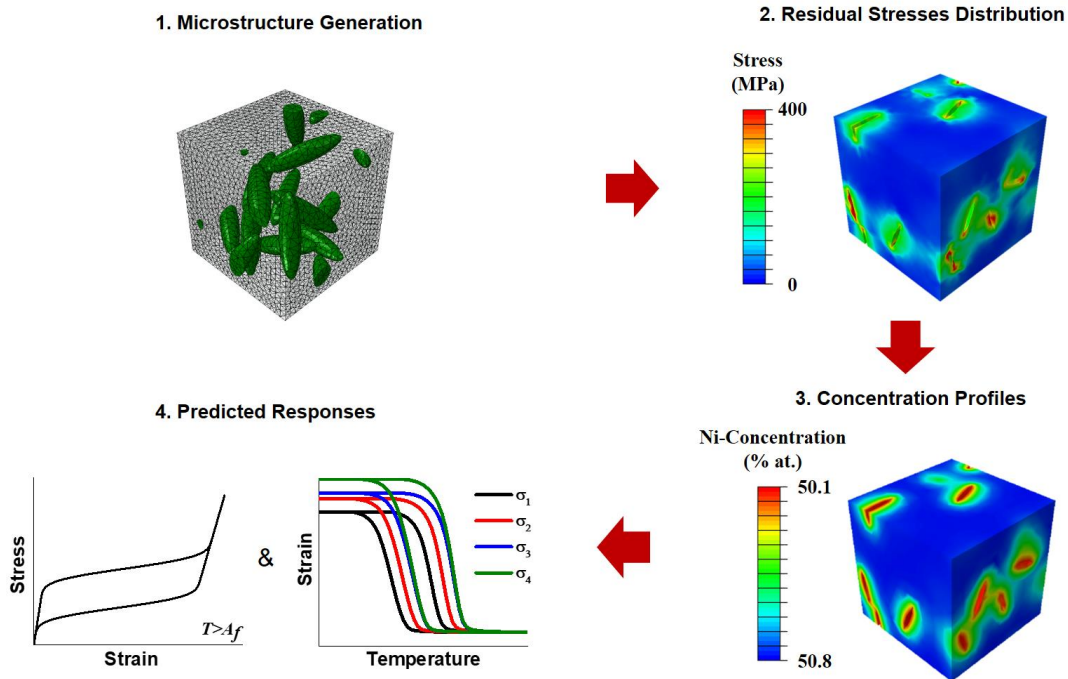 1. Microstructure Generation
2. Residual Stresses Distribution
Stress
(MPa)
400
0
3. Concentration Profiles
Ni-Concentration
(% at.)
50.1
50.8
4. Predicted Responses
Stress
Strain
T>A_f
&
Strain
Temperature
σ₁
σ₂
σ₃
σ₄